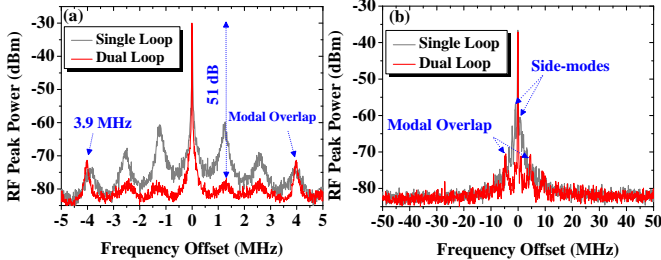 (a)
Single Loop
Dual Loop
3.9 MHz
51 dB
Modal Overlap
RF Peak Power (dBm)
-30
-40
-50
-60
-70
-80
-5 -4 -3 -2 -1 0 1 2 3 4 5
Frequency Offset (MHz)
(b)
Single Loop
Dual Loop
Side-modes
Modal Overlap
RF Peak Power (dBm)
-30
-40
-50
-60
-70
-80
-50 -40 -30 -20 -10 0 10 20 30 40 50
Frequency Offset (MHz)